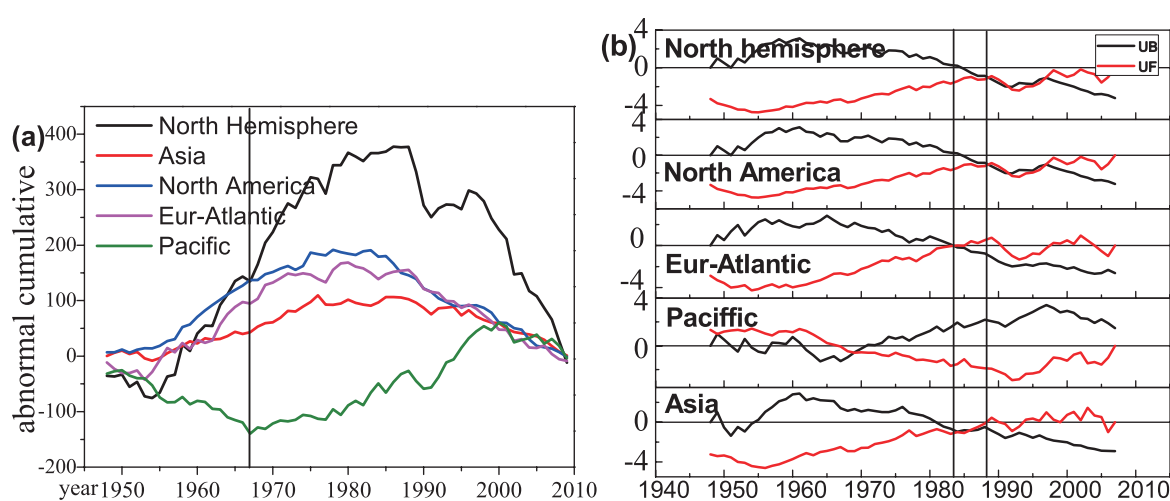 (a)
abnormal cumulative
400
300
200
100
0
-100
-200
North Hemisphere
Asia
North America
Eur-Atlantic
Pacific
year 1950 1960 1970 1980 1990 2000 2010
(b)
4
0
-4
North hemisphere
UB
UF
4
0
-4
North America
0
-4
Eur-Atlantic
4
0
Paciffic
0
-4
Asia
1940 1950 1960 1970 1980 1990 2000 2010